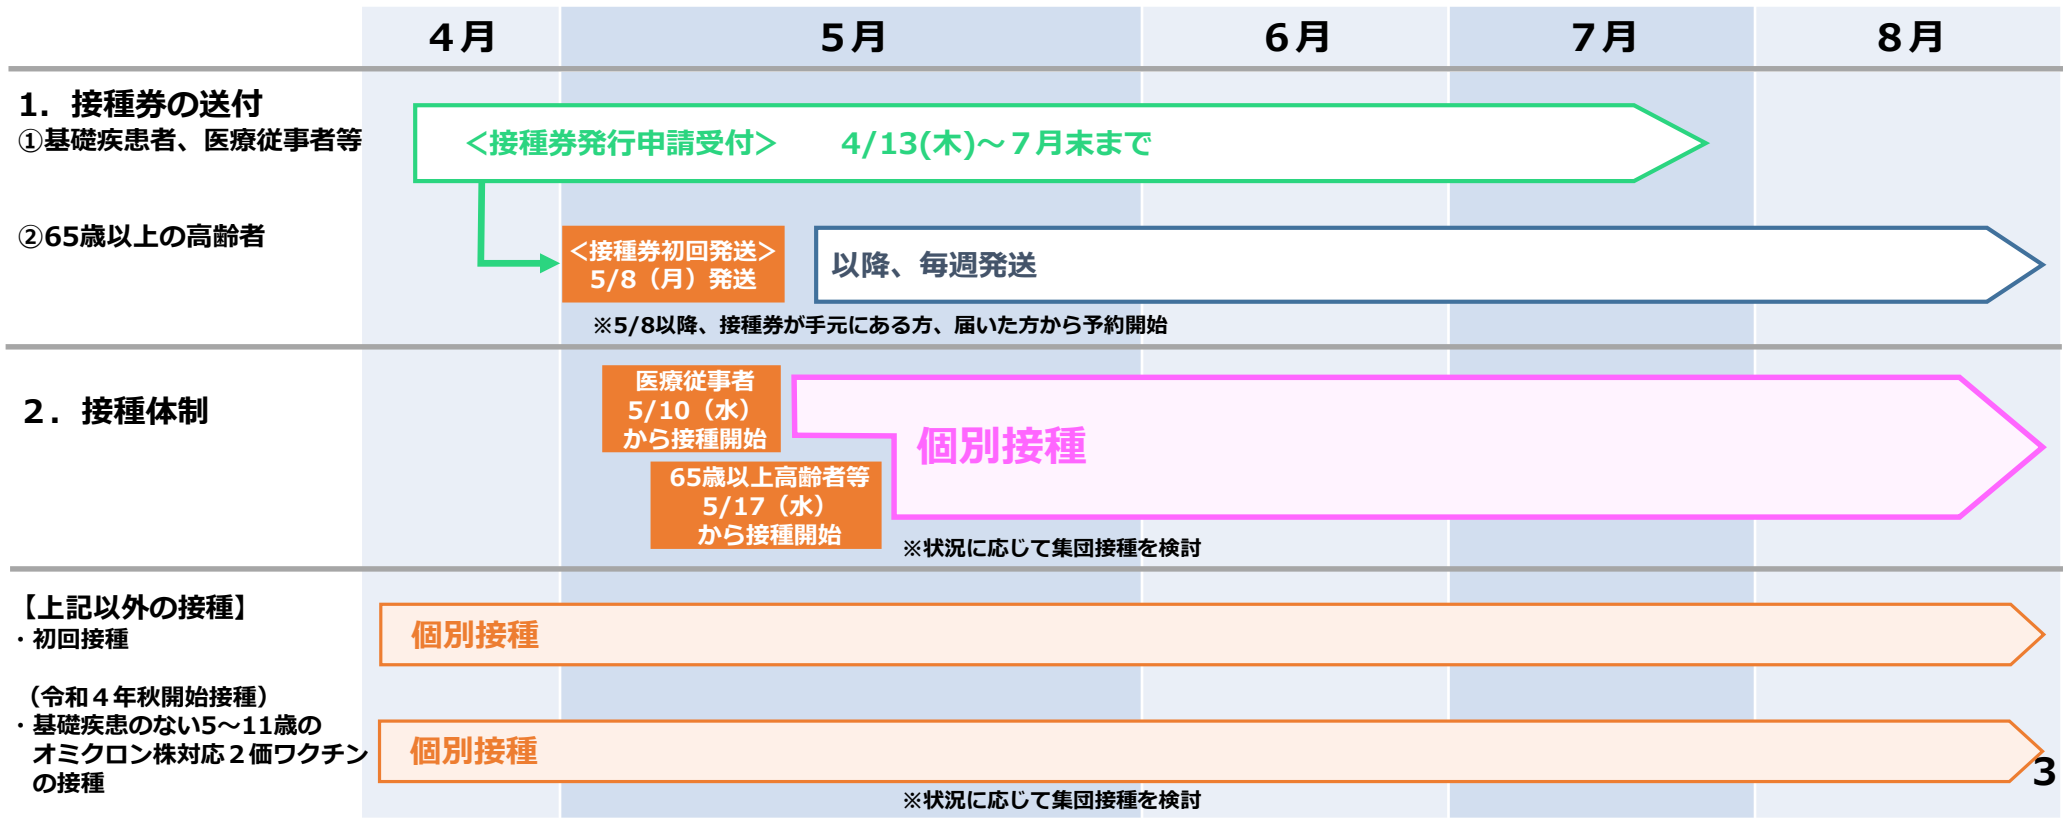 ４月
５月
６月
７月
８月
1．接種券の送付
①基礎疾患者、医療従事者等
＜接種券発行申請受付＞　　4/13(木)～７月末まで
②65歳以上の高齢者
＜接種券初回発送＞
5/8（月）発送
以降、毎週発送
※5/8以降、接種券が手元にある方、届いた方から予約開始
２．接種体制
医療従事者
5/10（水）
から接種開始
65歳以上高齢者等
5/17（水）
から接種開始
個別接種
※状況に応じて集団接種を検討
【上記以外の接種】
・初回接種
個別接種
（令和４年秋開始接種）
・基礎疾患のない5～11歳の
オミクロン株対応２価ワクチン
の接種
個別接種
※状況に応じて集団接種を検討
3